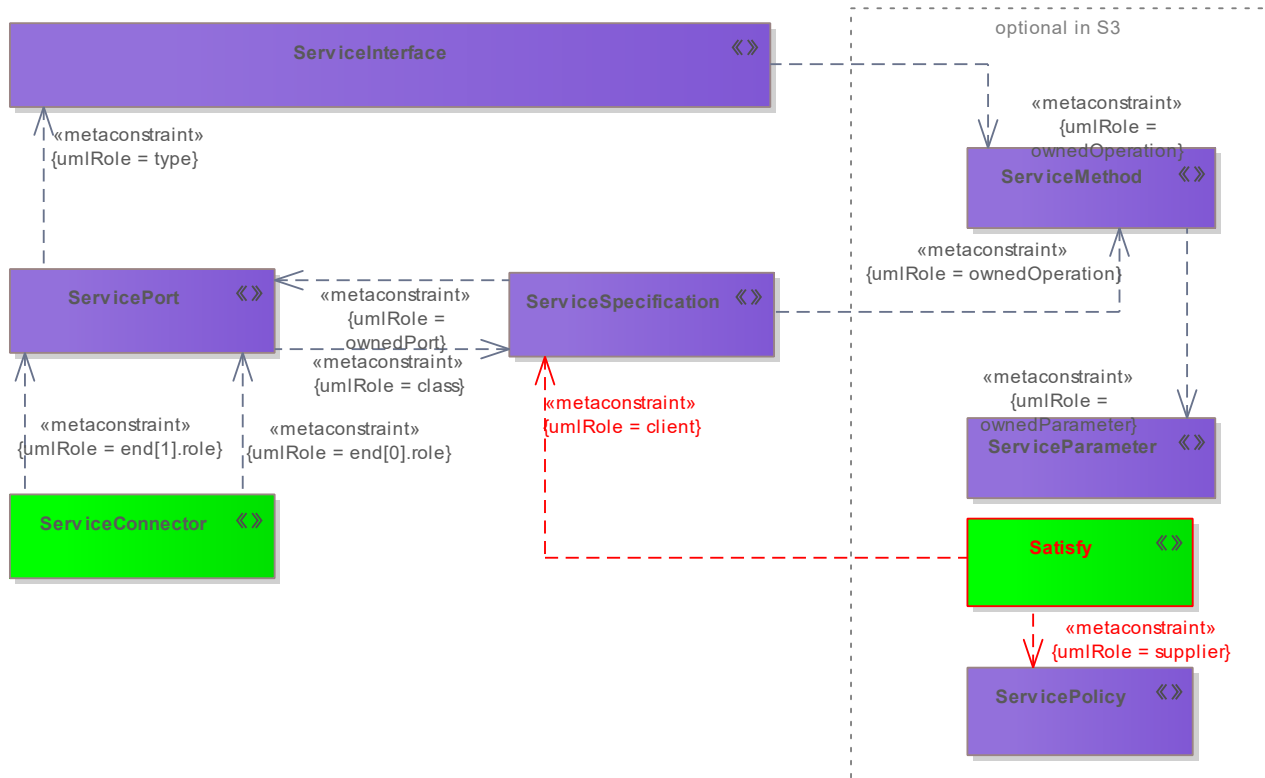 optional in S3
ServiceInterface
«metaconstraint»
{umlRole = type}
«metaconstraint»
{umlRole =
ownedOperation}
ServiceMethod
«metaconstraint»
{umlRole = ownedOperation}
ServicePort
ServiceSpecification
«metaconstraint»
{umlRole =
ownedPort}
«metaconstraint»
{umlRole = class}
«metaconstraint»
{umlRole = client}
«metaconstraint»
{umlRole =
ownedParameter}
ServiceParameter
«metaconstraint»
{umlRole = end[1].role}
«metaconstraint»
{umlRole = end[0].role}
ServiceConnector
Satisfy
«metaconstraint»
{umlRole = supplier}
ServicePolicy